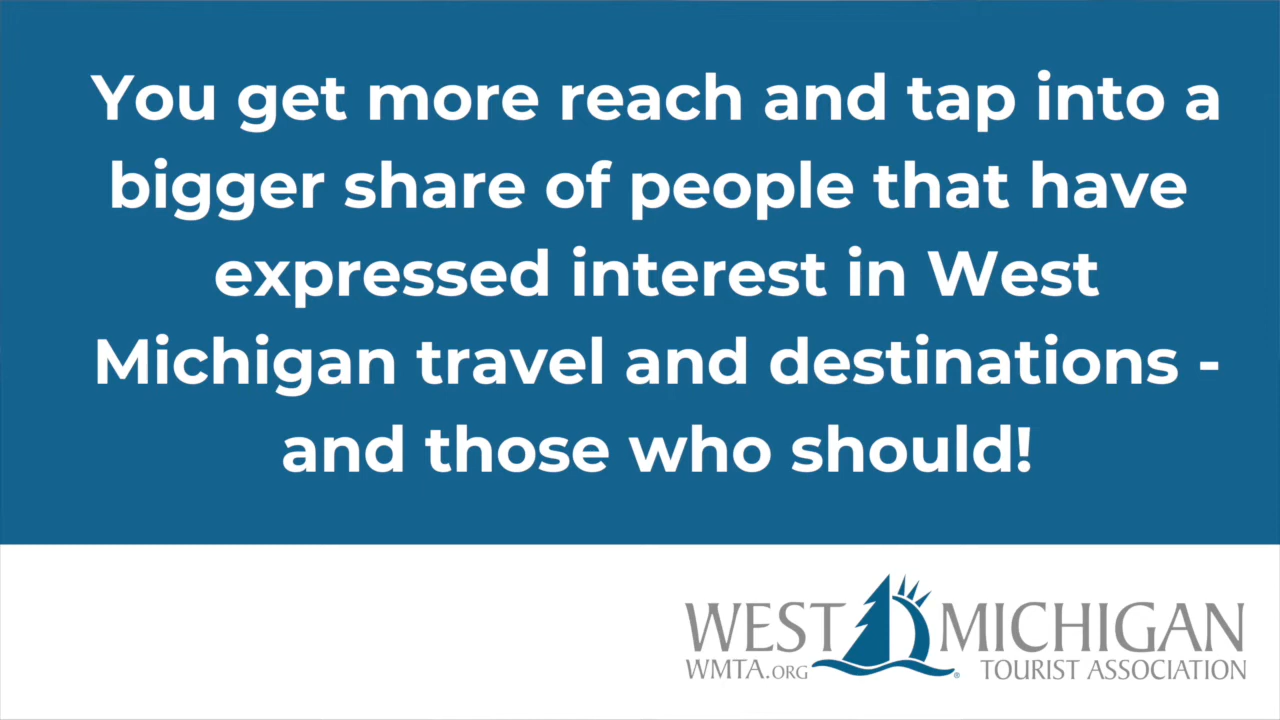 You get more reach and tap into a
bigger share of people that have
expressed interest in West
Michigan travel and destinations -
and those who should!
WEST MICHIGAN
WMTA.ORG ® TOURIST ASSOCIATION